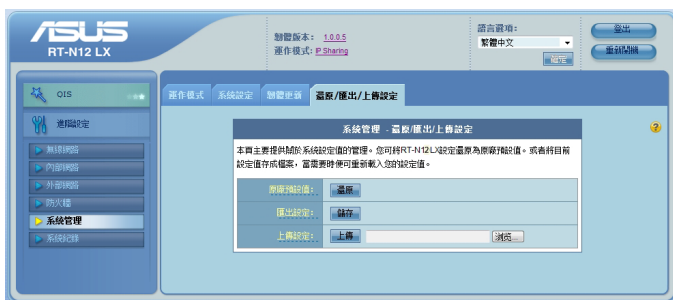 ASUS
RT-N12 LX
韌體版本: 1.0.0.5
運作模式: IP Sharing
語言選項:
繁體中文
確定
登出
重新開機
QIS
進階設定
無線網路
內部網路
外部網路
防火牆
系統管理
系統紀錄
運作模式 系統設定 韌體更新 還原/匯出/上傳設定
系統管理 - 還原/匯出/上傳設定
本頁主要提供關於系統設定值的管理。您可將RT-N12 LX設定還原為原廠預設值。或者將目前
設定值存成檔案,當需要時便可重新載入您的設定值。
原廠預設值: 還原
匯出設定: 儲存
上傳設定: 上傳 浏览...